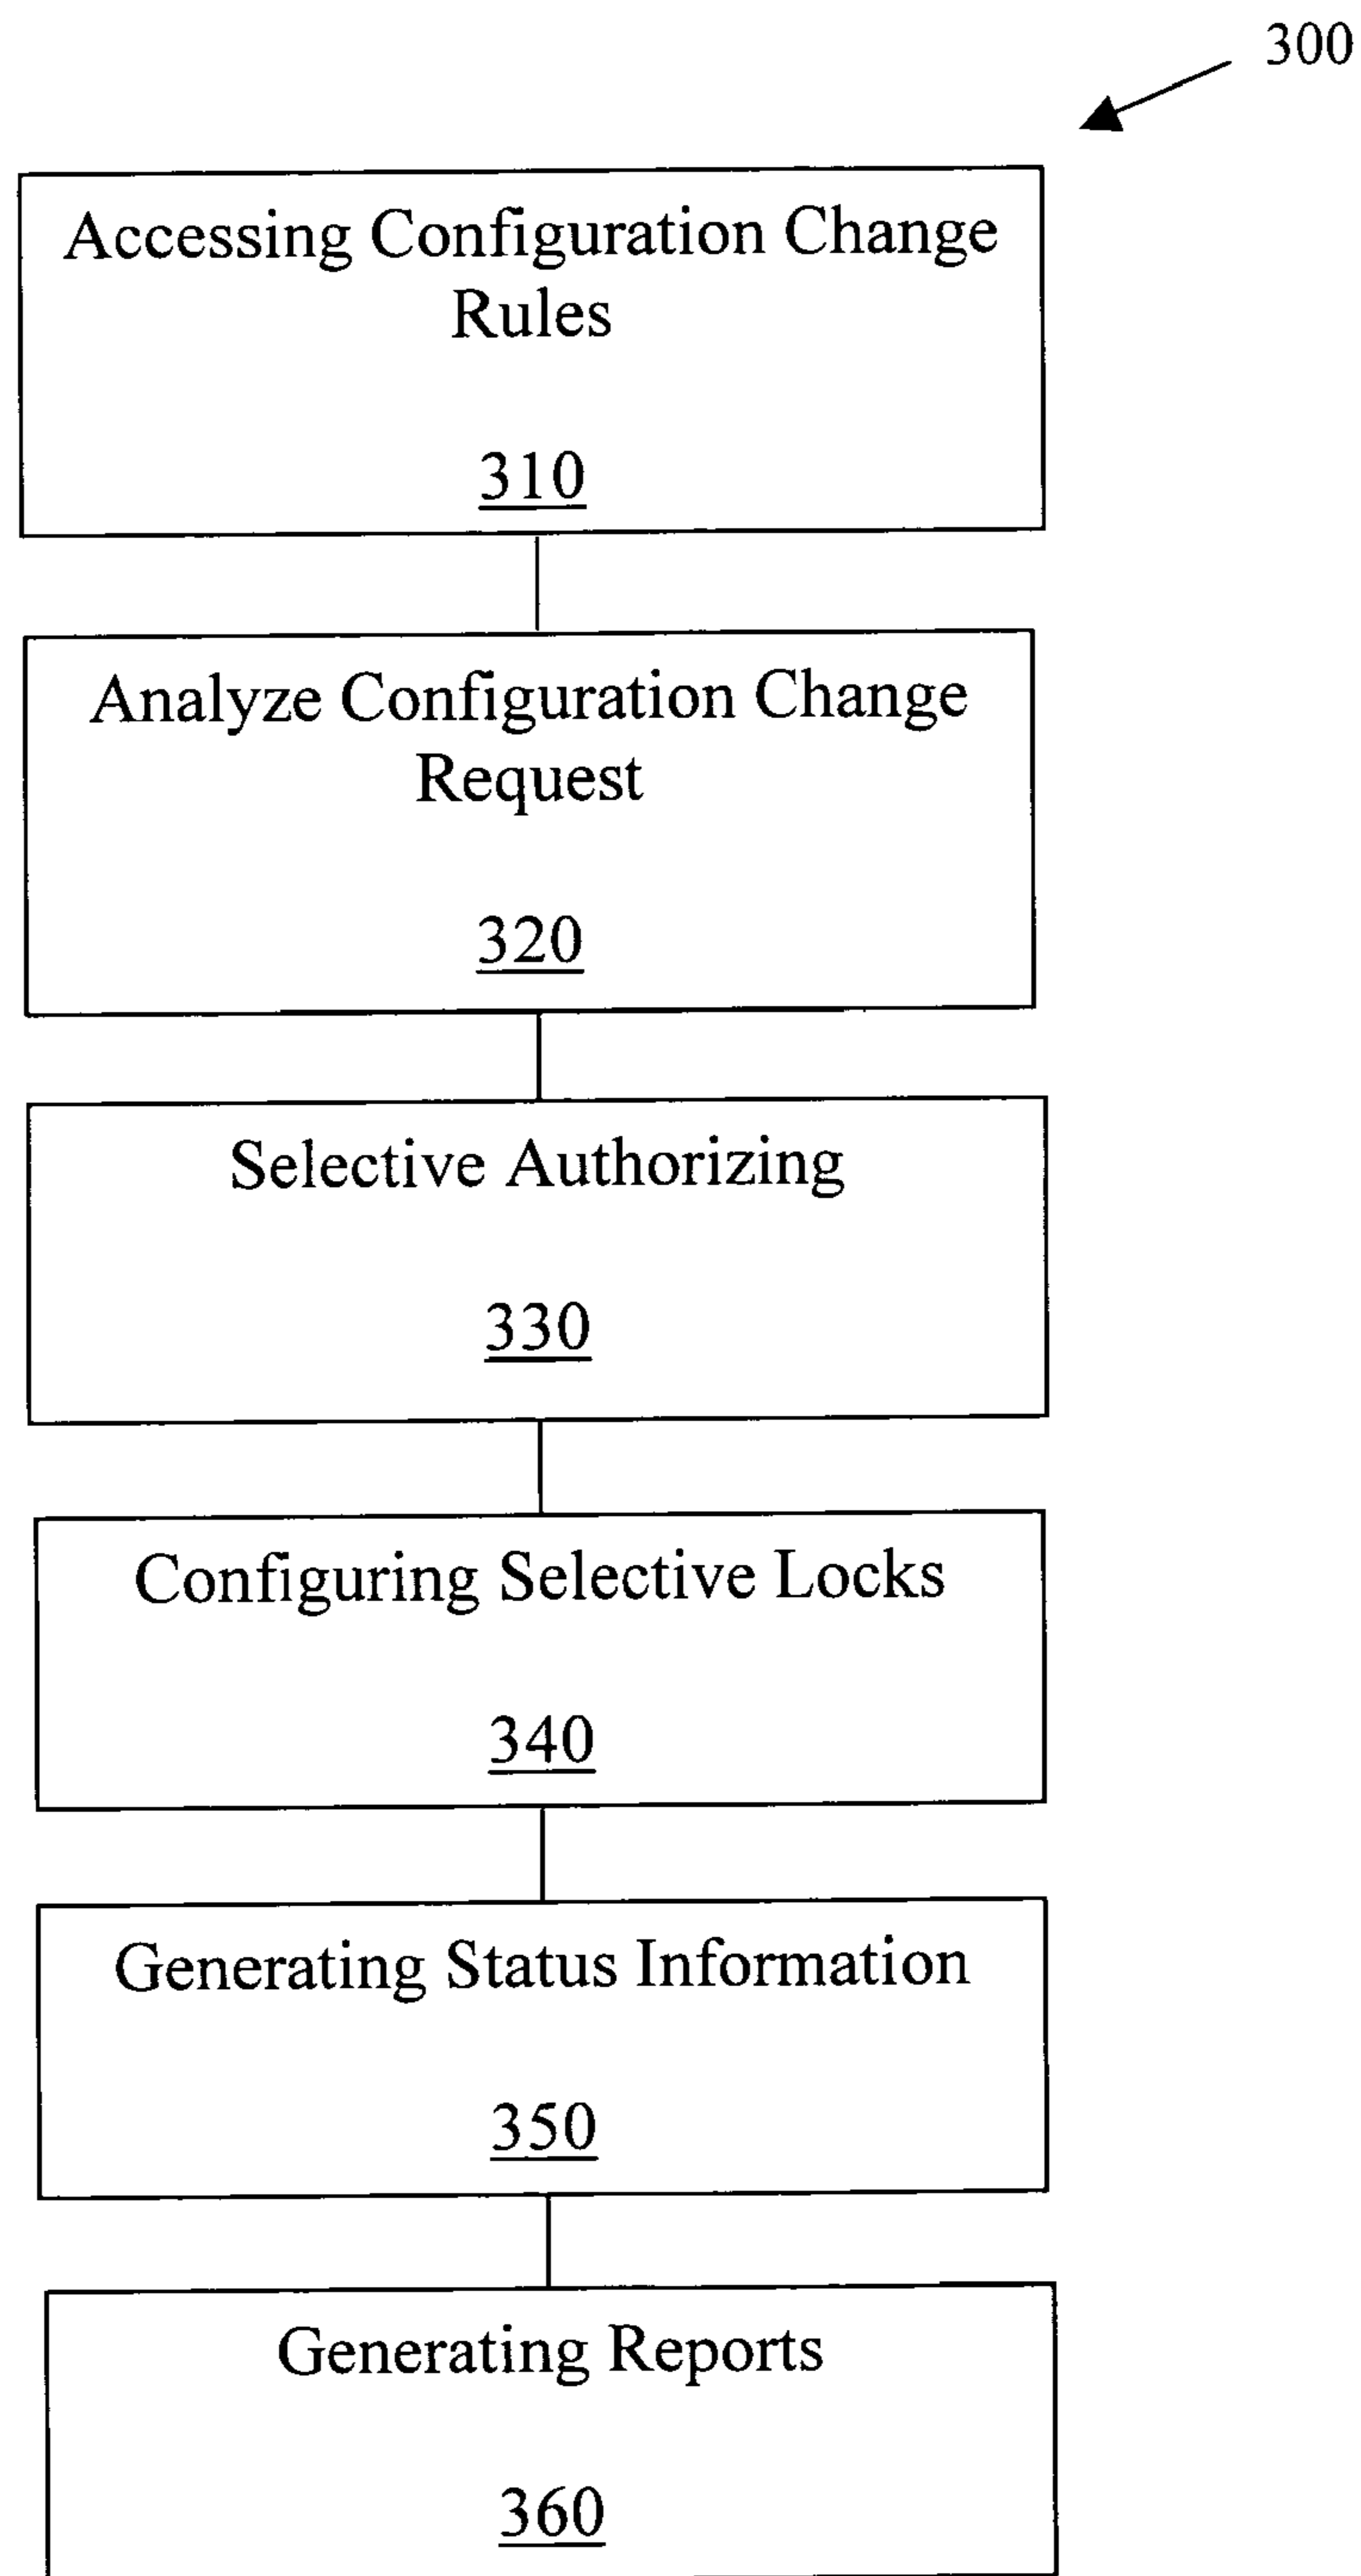 300
Accessing Configuration Change
Rules
310
Analyze Configuration Change
Request
320
Selective Authorizing
330
Configuring Selective Locks
340
Generating Status Information
350
Generating Reports
360